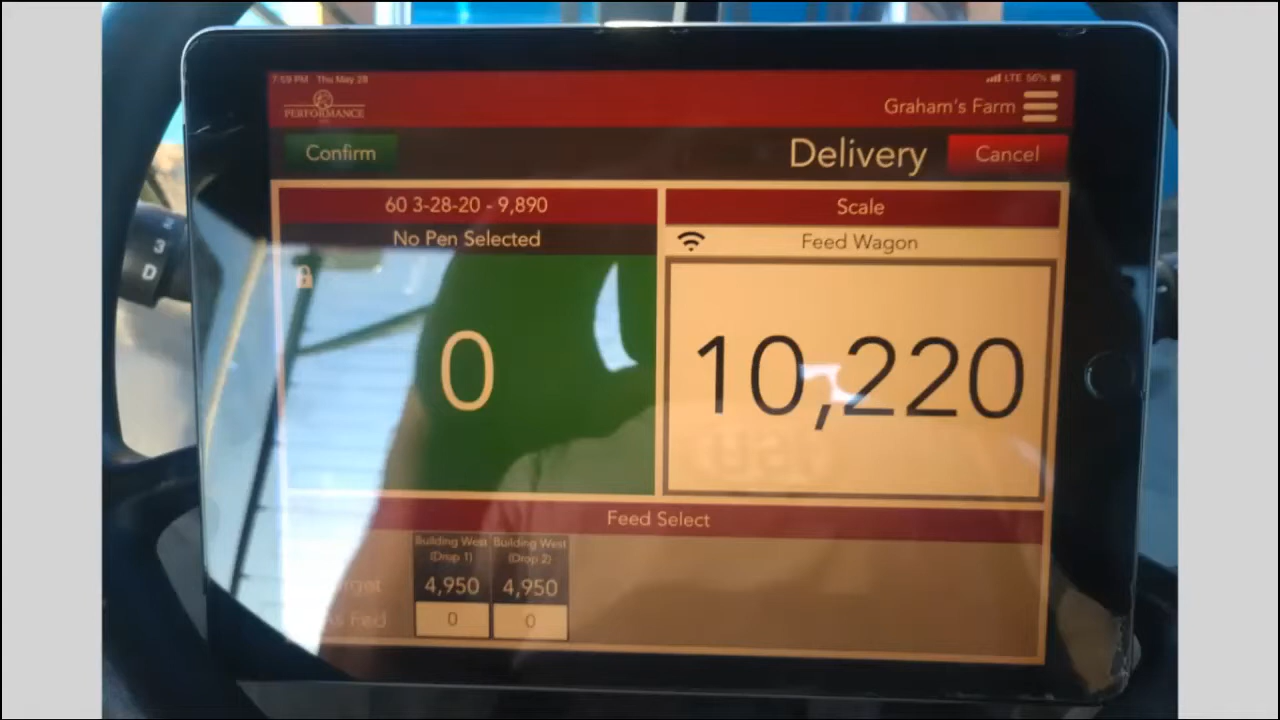 7:59 PM Thu May 28
LTE 56%
PERFORMANCE
Graham's Farm
Confirm
Delivery
Cancel
60 3-28-20 - 9,890
No Pen Selected
Scale
Feed Wagon
0
10,220
Feed Select
Building West
(Drop 1)
Building West
(Drop 2)
Target
4,950
4,950
As Fed
0
0
3
D